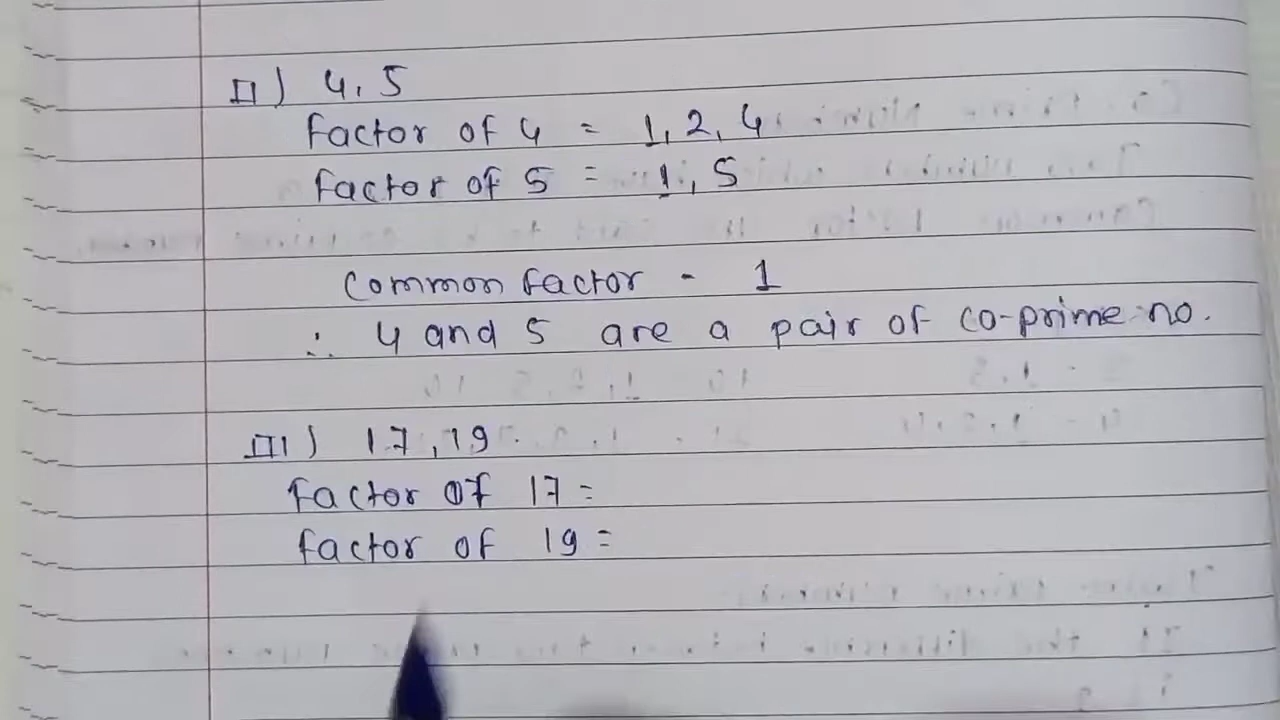 II) 4, 5
Factor of 4 = 1, 2, 4
Factor of 5 = 1, 5
Common Factor - 1
∴ 4 and 5 are a pair of co-prime no.
III) 17, 19.
Factor of 17 =
Factor of 19 =